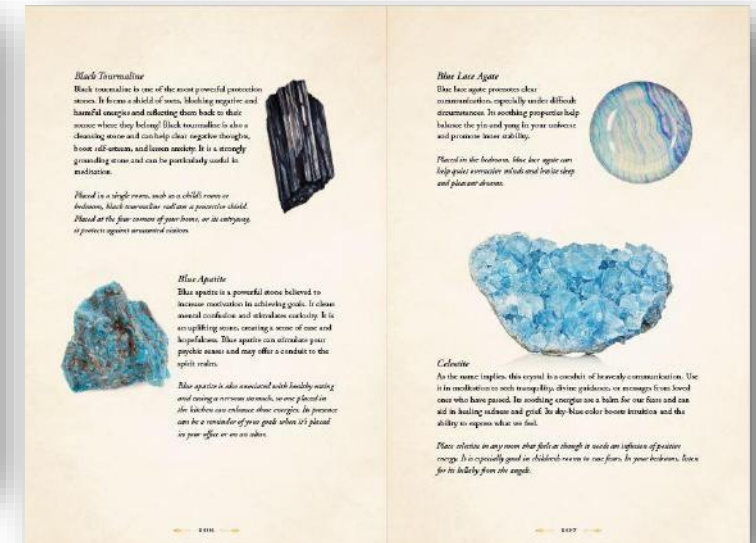 Black Tourmaline
Black tourmaline is one of the most powerful protection
stones. It forms a shield of sorts, blocking negative and
harmful energies and reflecting them back to their
source where they belong! Black tourmaline is also a
cleansing stone and can help clear negative thoughts,
boost self-esteem, and lessen anxiety. It is a strongly
grounding stone and can be particularly useful in
meditation.
Placed in a single room, such as a child's room or
bedroom, black tourmaline radiates a protective shield.
Placed at the four corners of your home, or its entryway,
it protects against unwanted visitors.
Blue Apatite
Blue apatite is a powerful stone believed to
increase motivation in achieving goals. It clears
mental confusion and stimulates curiosity. It is
an uplifting stone, creating a sense of ease and
hopefulness. Blue apatite can stimulate your
psychic senses and may offer a conduit to the
spirit realm.
Blue apatite is also associated with healthy eating
and easing a nervous stomach, so one placed in
the kitchen can enhance those energies. Its presence
can be a reminder of your goals when it's placed
in your office or on an altar.
106
Blue Lace Agate
Blue lace agate promotes clear
communication, especially under difficult
circumstances. Its soothing properties help
balance the yin and yang in your universe
and promote inner stability.
Placed in the bedroom, blue lace agate can
help quiet overactive minds and invite sleep
and pleasant dreams.
Celestite
As the name implies, this crystal is a conduit of heavenly communication. Use
it in meditation to seek tranquility, divine guidance, or messages from loved
ones who have passed. Its soothing energies are a balm for our fears and can
aid in healing sadness and grief. Its sky-blue color boosts intuition and the
ability to express what we feel.
Place celestite in any room that feels as though it needs an infusion of positive
energy. It is especially good in children's rooms to ease fears. In your bedroom, listen
for its lullaby from the angels.
107